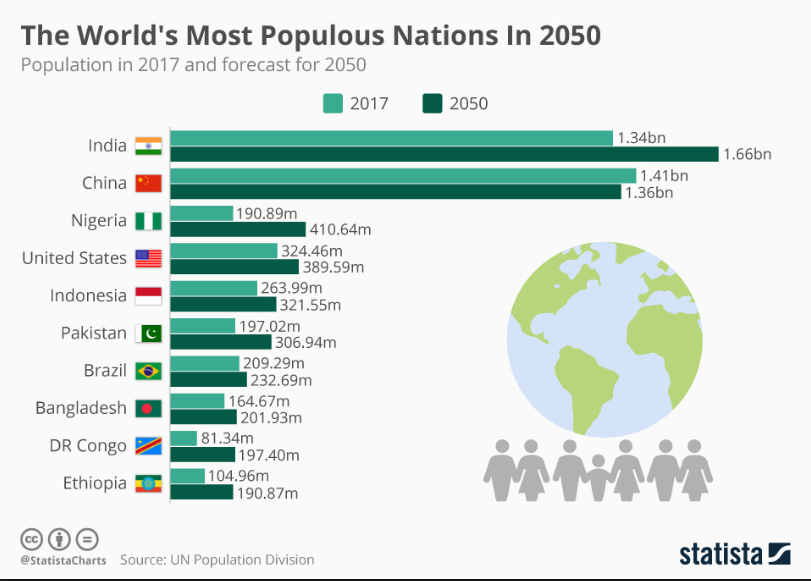 The World's Most Populous Nations In 2050
Population in 2017 and forecast for 2050
2017 2050
India 1.34bn
1.66bn
China 1.41bn
1.36bn
Nigeria 190.89m
410.64m
United States 324.46m
389.59m
Indonesia 263.99m
321.55m
Pakistan 197.02m
306.94m
Brazil 209.29m
232.69m
Bangladesh 164.67m
201.93m
DR Congo 81.34m
197.40m
Ethiopia 104.96m
190.87m
cc
@StatistaCharts Source: UN Population Division
statista